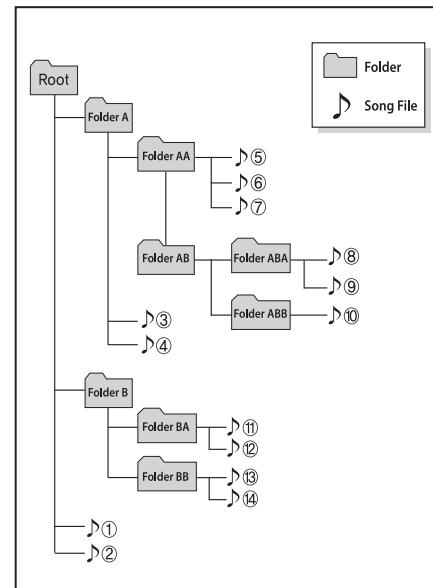 Root
Folder
Song File
Folder A
Folder AA
⑤
⑥
⑦
Folder AB
Folder ABA
⑧
⑨
Folder ABB
⑩
③
④
Folder B
Folder BA
⑪
⑫
Folder BB
⑬
⑭
①
②